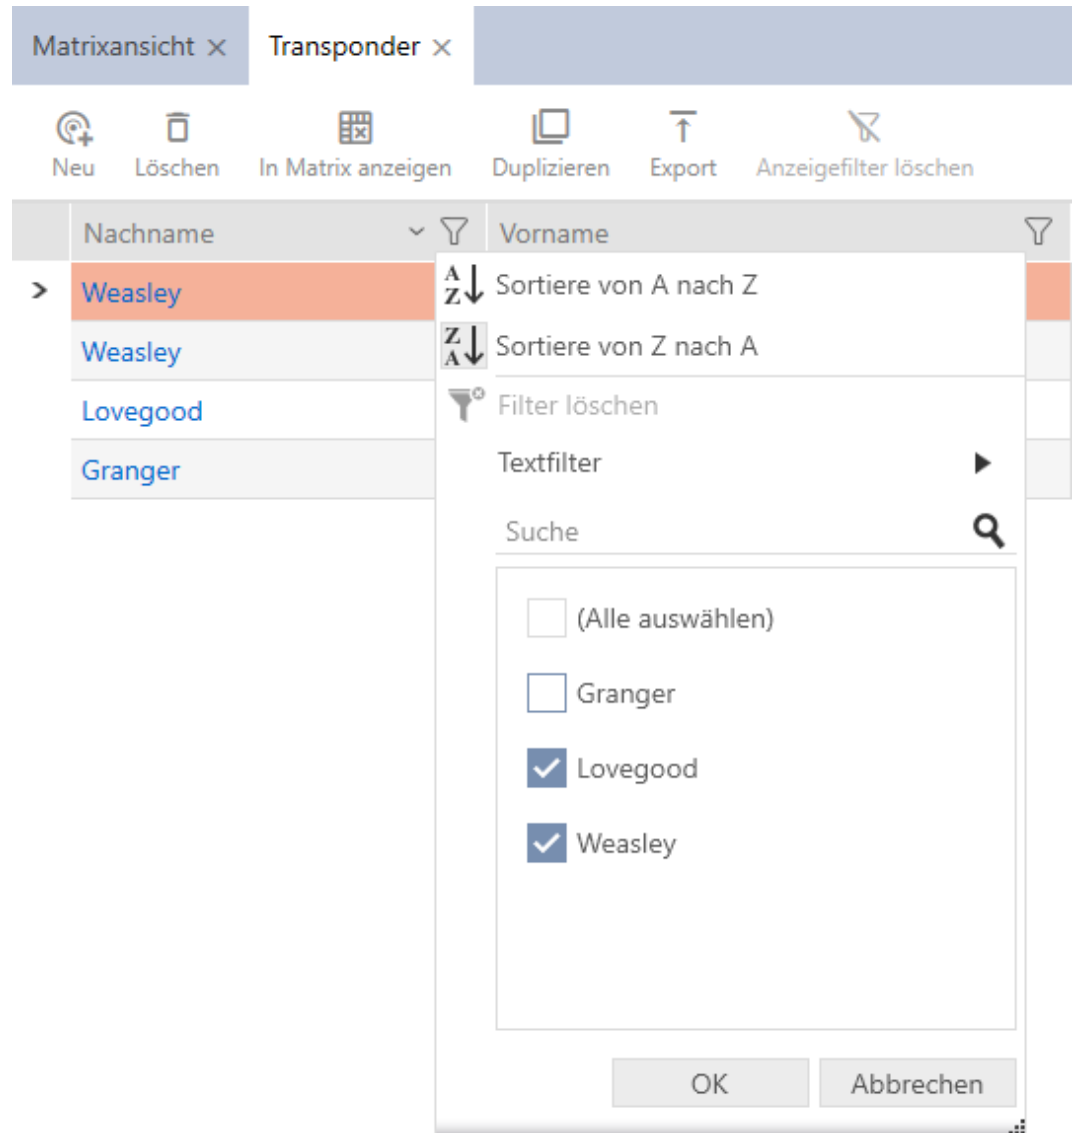 Matrixansicht Transponder
Neu Löschen In Matrix anzeigen Duplizieren Export Anzeigefilter löschen
Nachname Vorname
Weasley
Weasley
Lovegood
Granger
A Z Sortiere von A nach Z
Z A Sortiere von Z nach A
Filter löschen
Textfilter
Suche
(Alle auswählen)
Granger
Lovegood
Weasley
OK Abbrechen